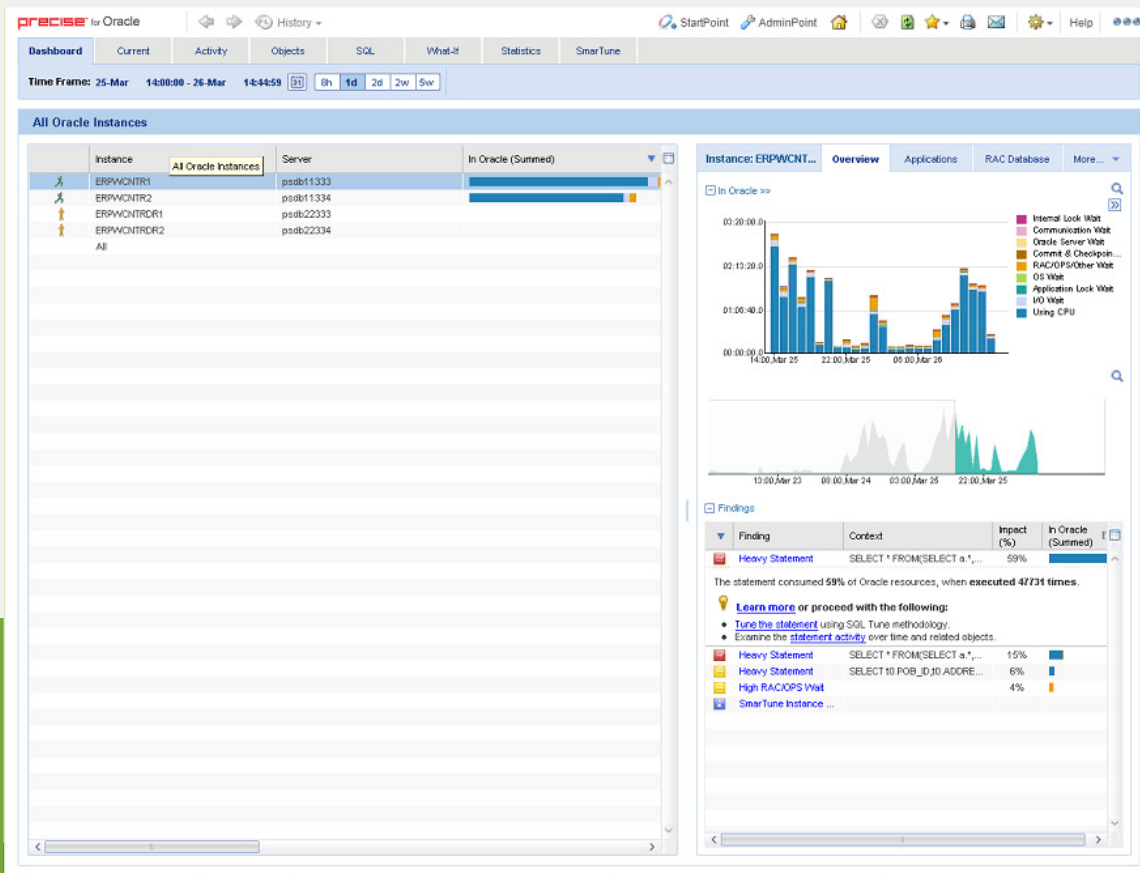 precise for Oracle History StartPoint AdminPoint Help
Dashboard Current Activity Objects SQL What-If Statistics SmarTune
Time Frame: 25-Mar 14:00:00 - 26-Mar 14:44:59 31 8h 1d 2d 2w 5w
All Oracle Instances
Instance Server In Oracle (Summed)
All Oracle Instances
ERPWCNTR1 psdb11333
ERPWCNTR2 psdb11334
ERPWCNTRDR1 psdb22333
ERPWCNTRDR2 psdb22334
All
Instance: ERPWCNT... Overview Applications RAC Database More...
In Oracle >>
03:20:00.0
02:13:20.0
01:06:40.0
00:00:00.0
14:00,Mar 25 22:00,Mar 25 06:00,Mar 26
Internal Lock Wait
Communication Wait
Oracle Server Wait
Commit & Checkpoin...
RAC/OPS/Other Wait
OS Wait
Application Lock Wait
I/O Wait
Using CPU
13:00,Mar 23 08:00,Mar 24 03:00,Mar 25 22:00,Mar 25
Findings
Finding Context Impact (%) In Oracle (Summed)
Heavy Statement SELECT * FROM(SELECT a.*,... 59%
The statement consumed 59% of Oracle resources, when executed 47731 times.
Learn more or proceed with the following:
• Tune the statement using SQL Tune methodology.
• Examine the statement activity over time and related objects.
Heavy Statement SELECT * FROM(SELECT a.*,... 15%
Heavy Statement SELECT t0.POB_ID,t0.ADDRE... 6%
High RAC/OPS Wait 4%
SmarTune Instance ...